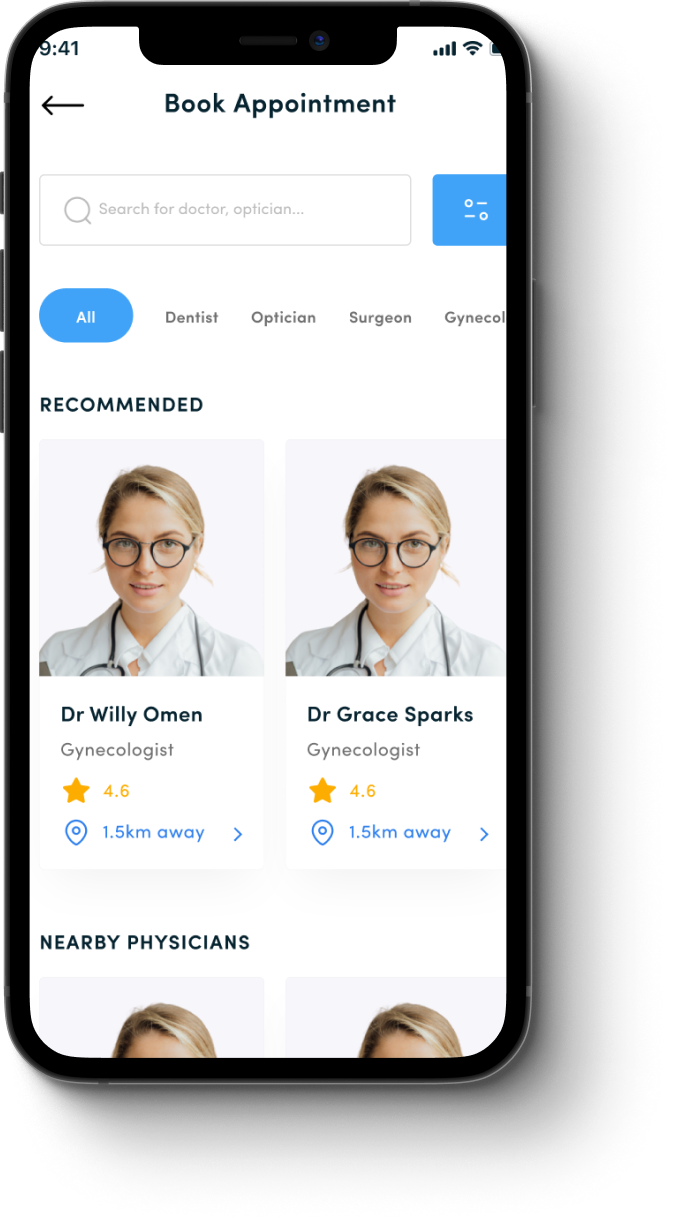 9:41
Book Appointment
Search for doctor, optician...
All Dentist Optician Surgeon Gynecol
RECOMMENDED
Dr Willy Omen Dr Grace Sparks
Gynecologist Gynecologist
4.6 4.6
1.5km away 1.5km away
NEARBY PHYSICIANS